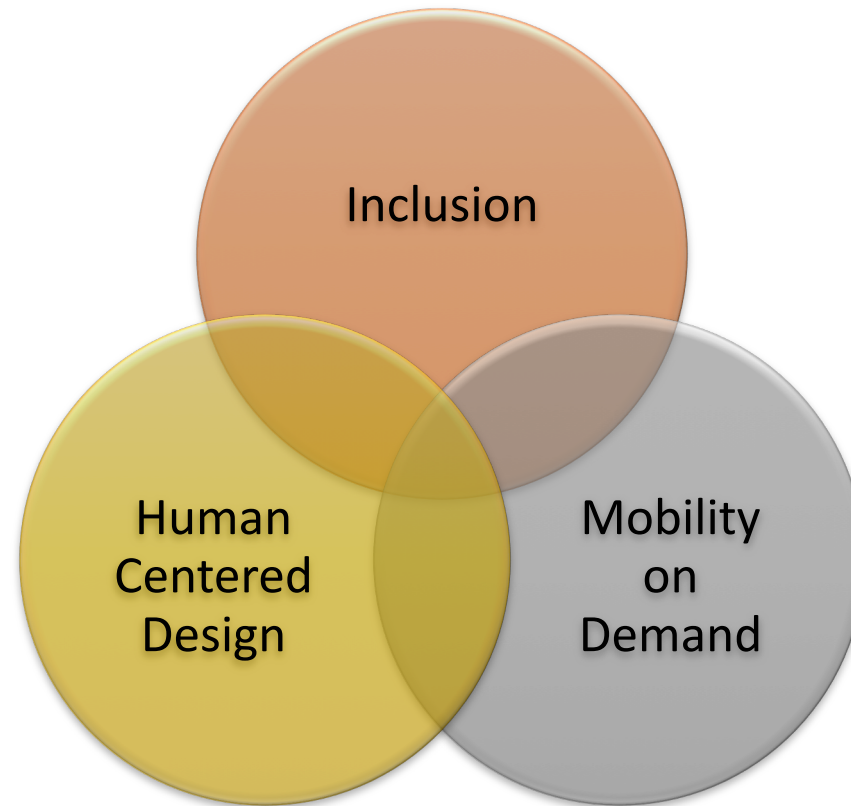 Inclusion
Human
Centered
Design
Mobility
on
Demand